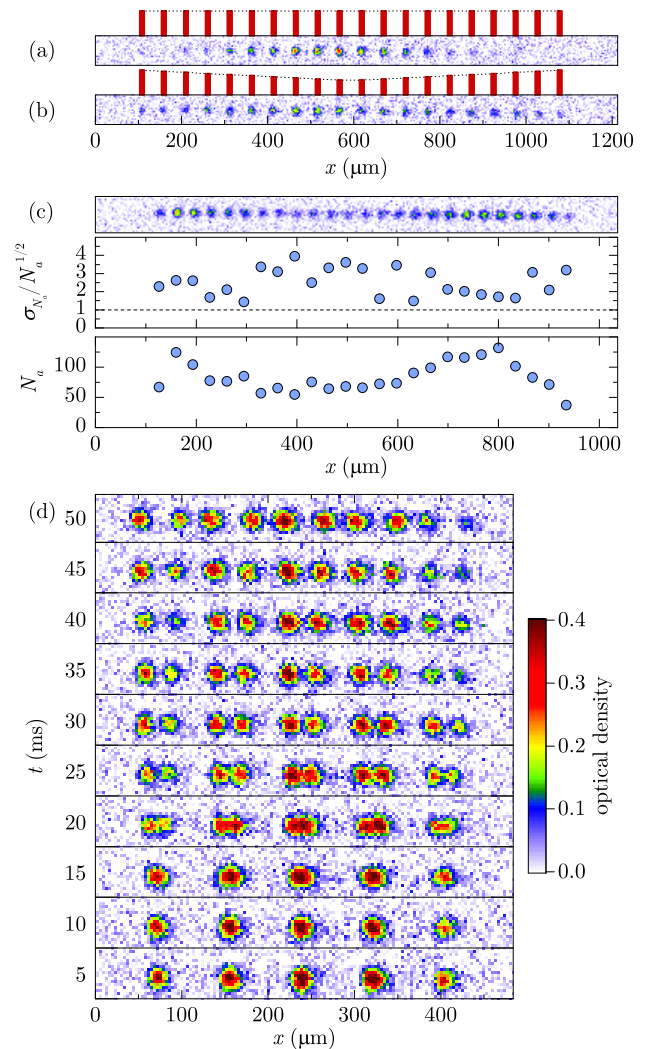 (a)
(b)
0 200 400 600 800 1000 1200
x (μm)
(c)
σ_{N_a}/N_a^{1/2}
4
3
2
1
0
N_a
100
50
0
0 200 400 600 800 1000
x (μm)
(d)
t (ms)
50
45
40
35
30
25
20
15
10
5
0 100 200 300 400
x (μm)
0.4
0.3
0.2
0.1
0.0
optical density